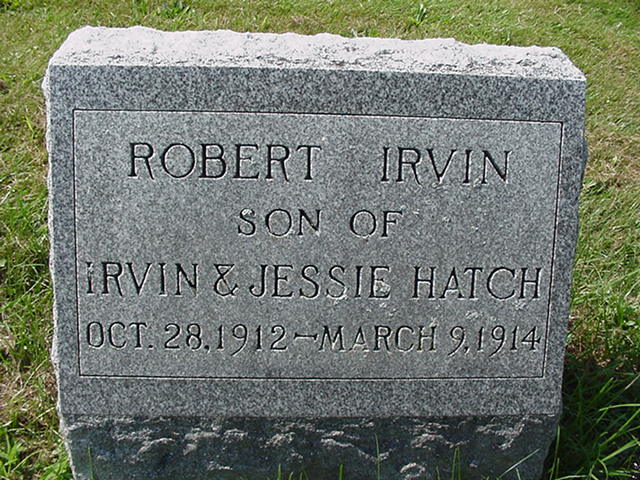 ROBERT IRVIN
SON OF
IRVIN & JESSIE HATCH
OCT. 28, 1912 — MARCH 9, 1914